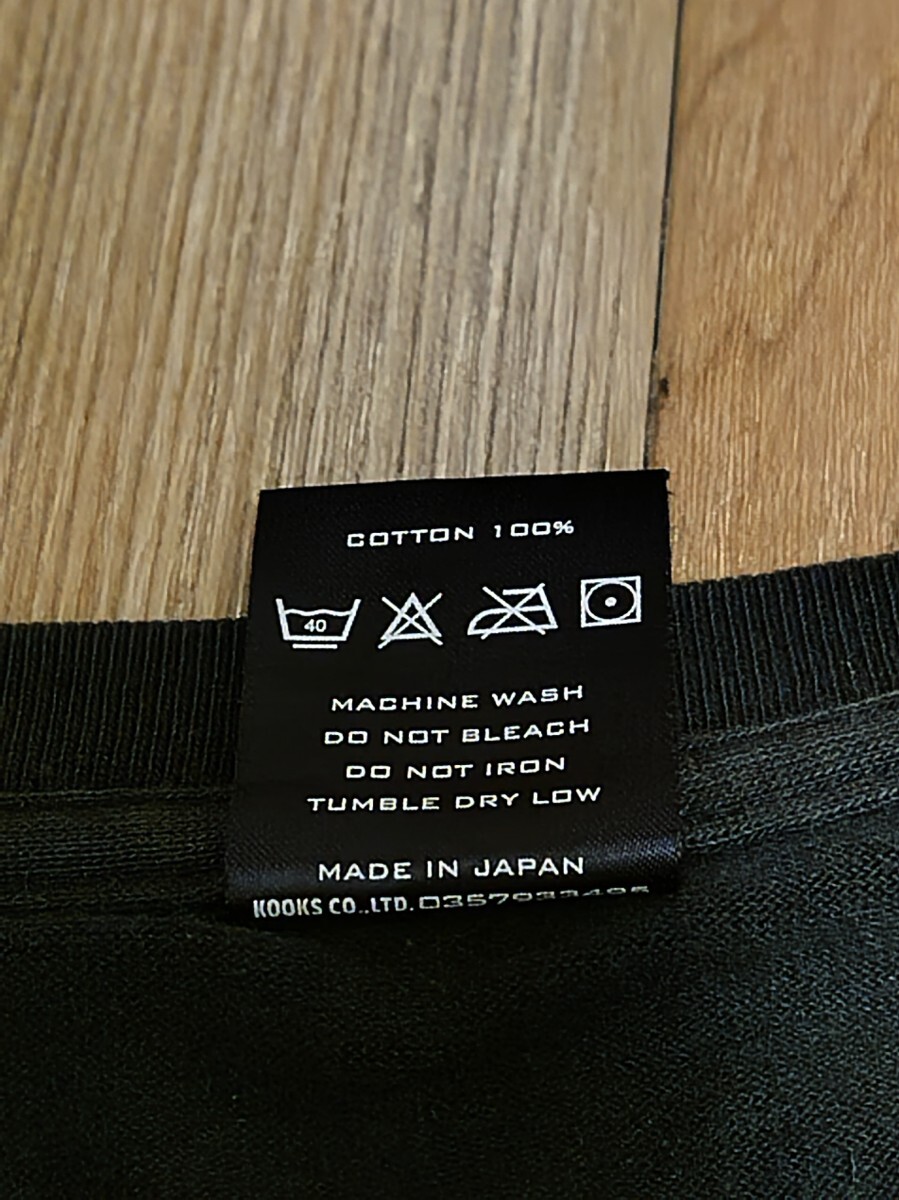 COTTON 100%
40
MACHINE WASH
DO NOT BLEACH
DO NOT IRON
TUMBLE DRY LOW
MADE IN JAPAN
KOOKS CO.,LTD. 0357933495